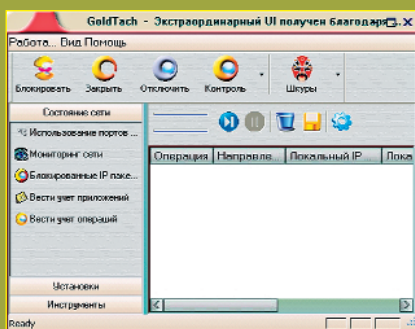 GoldTach - Экстраординарный UI получен благодаря...
Работа... Вид Помощь
Блокировать Закрыть Отключить Контроль Шкуры
Состояние сети
Использование портов ...
Мониторинг сети
Блокированные IP паке...
Вести учет приложений
Вести учет операций
Установки
Инструменты
Операция Направле... Локальный IP... Лока
Ready